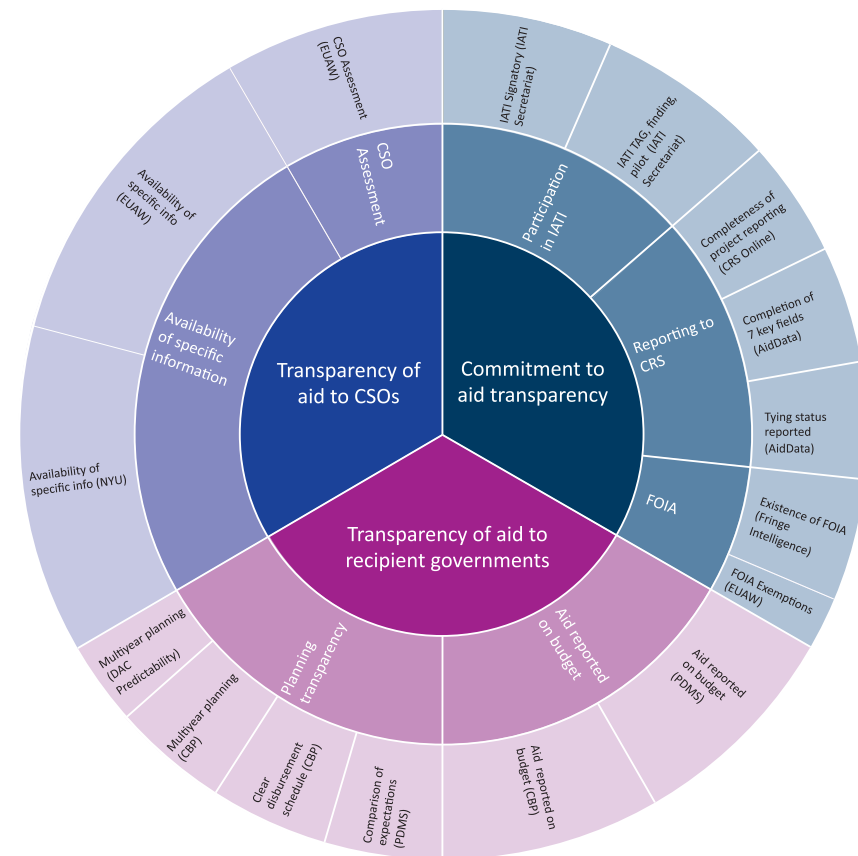 CSO Assessment
(EUAW)
IATI Signatory (IATI
Secretariat)
IATI TAG, finding,
pilot  (IATI
Secretariat)
Availability of
specific info
(EUAW)
CSO
Assessment
Participation
in IATI
Completeness of
project reporting
(CRS Online)
Completion of
7 key fields
(AidData)
Availability
of specific
information
Reporting to
CRS
Transparency of
aid to CSOs
Commitment to
aid transparency
Tying status
reported
(AidData)
Availability of
specific info (NYU)
FOIA
Existence of FOIA
(Fringe
Intelligence)
FOIA Exemptions
(EUAW)
Transparency of aid to
recipient governments
Multiyear planning
(DAC
Predictability)
Planning
transparency
Aid reported
on budget
Aid reported
on budget
(PDMS)
Multiyear planning
(CBP)
Clear
disbursement
schedule (CBP)
Comparison of
expectations
(PDMS)
Aid  reported on
budget (CBP)